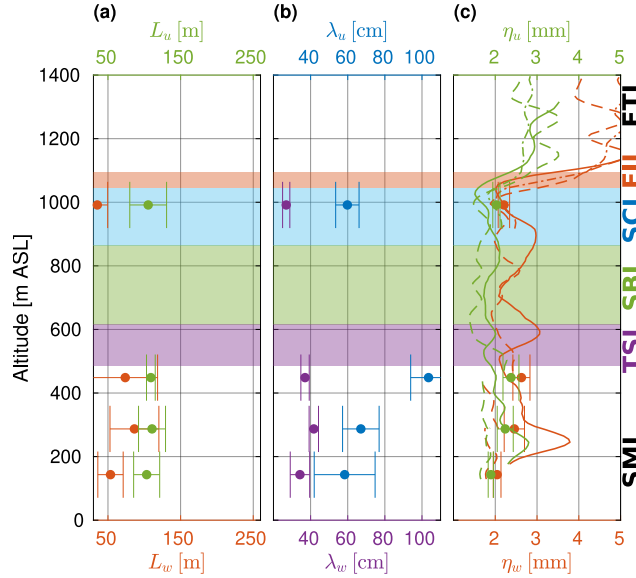 (a) (b) (c)
L_u [m] λ_u [cm] η_u [mm]
50 150 250 40 60 80 100 2 3 4 5
1400
1200
1000
800
600
400
200
0
Altitude [m ASL]
FTL
EIL
SCL
SBL
TSL
SML
50 150 250 40 60 80 100 2 3 4 5
L_w [m] λ_w [cm] η_w [mm]